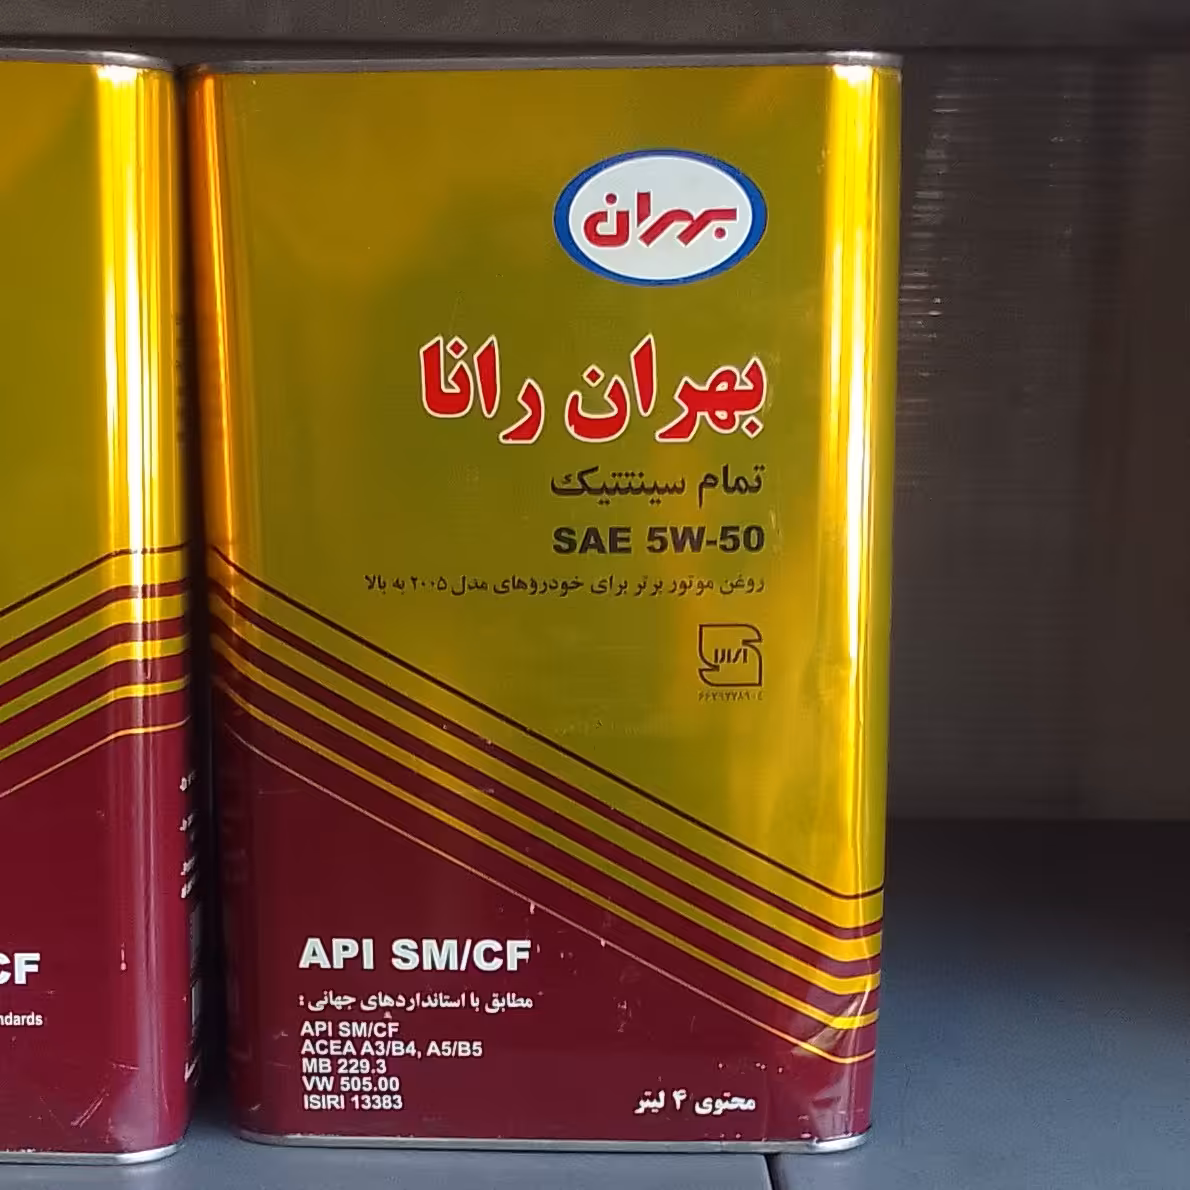 بهران
بهران رانا
تمام سینتتیک
SAE 5W-50
روغن موتور برتر برای خودروهای مدل ۲۰۰۵ به بالا
API SM/CF
مطابق با استانداردهای جهانی :
API SM/CF
ACEA A3/B4, A5/B5
MB 229.3
VW 505.00
ISIRI 13383
محتوی ۴ لیتر
CF
ndards